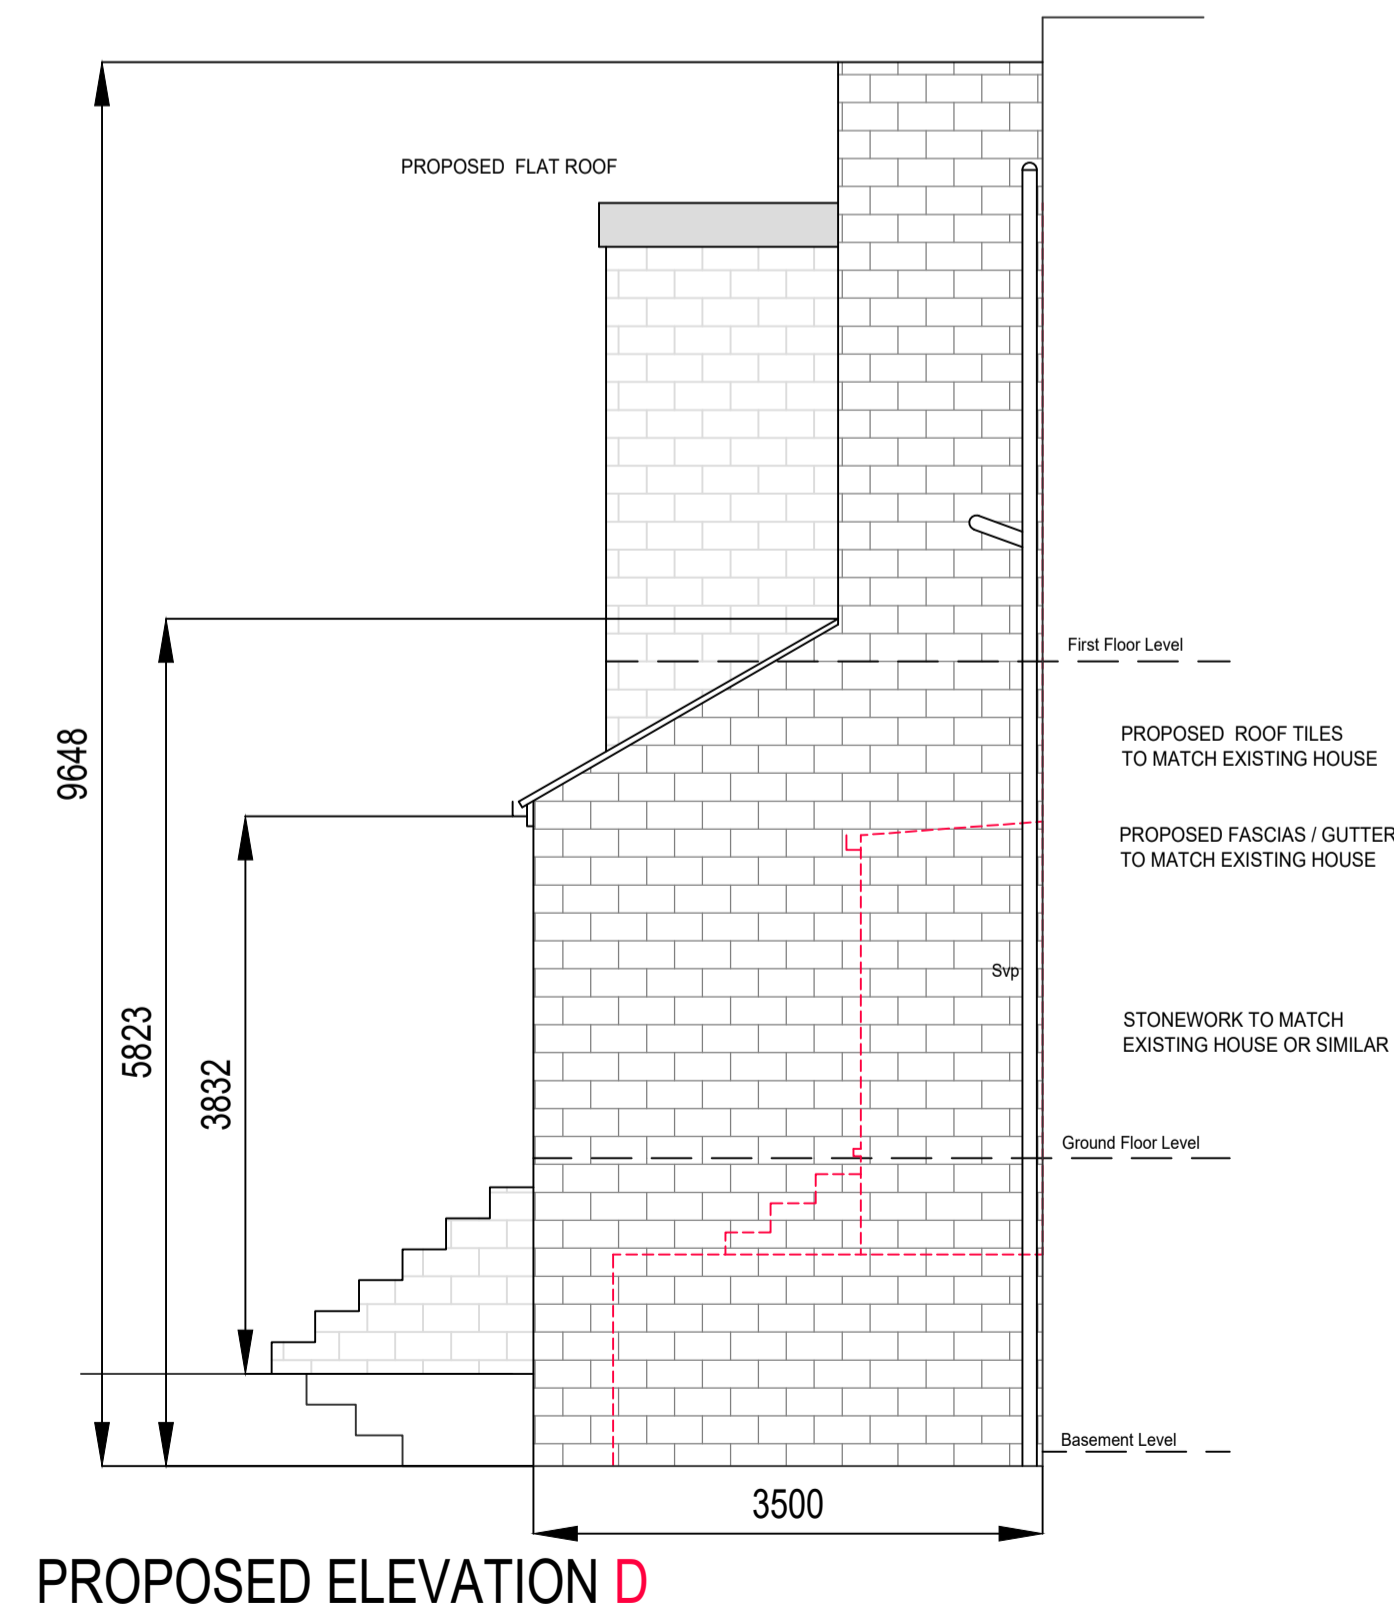 PROPOSED FLAT ROOF
First Floor Level
PROPOSED ROOF TILES
TO MATCH EXISTING HOUSE
9648
PROPOSED FASCIAS / GUTTER
TO MATCH EXISTING HOUSE
Svp
5823
STONEWORK TO MATCH
EXISTING HOUSE OR SIMILAR
3832
Ground Floor Level
Basement Level
3500
PROPOSED ELEVATION D